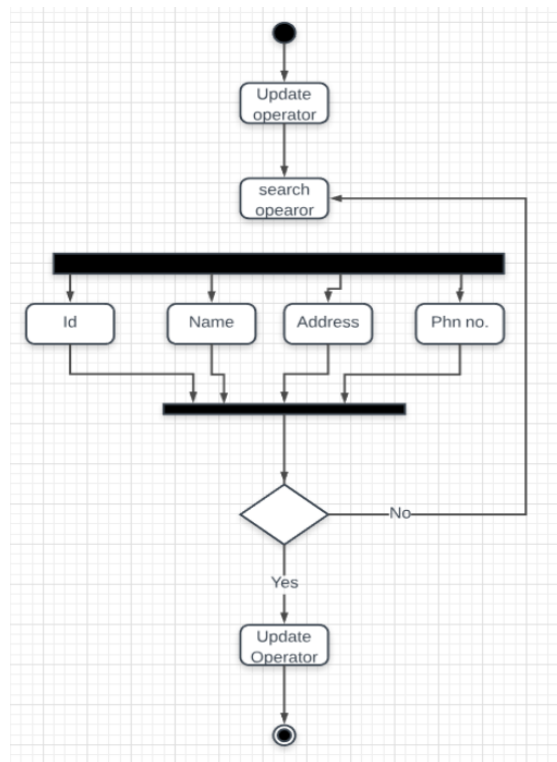 Update
operator
search
opearor
Id
Name
Address
Phn no.
No
Yes
Update
Operator